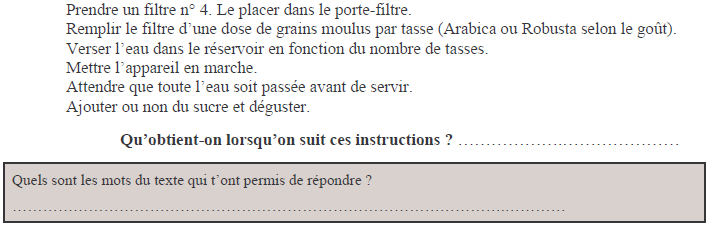 Prendre un filtre n° 4. Le placer dans le porte-filtre.
Remplir le filtre d’une dose de grains moulus par tasse (Arabica ou Robusta selon le goût).
Verser l’eau dans le réservoir en fonction du nombre de tasses.
Mettre l’appareil en marche.
Attendre que toute l’eau soit passée avant de servir.
Ajouter ou non du sucre et déguster.
Qu’obtient-on lorsqu’on suit ces instructions ? …………………………………
Quels sont les mots du texte qui t’ont permis de répondre ?
……………………………………………………………………………………